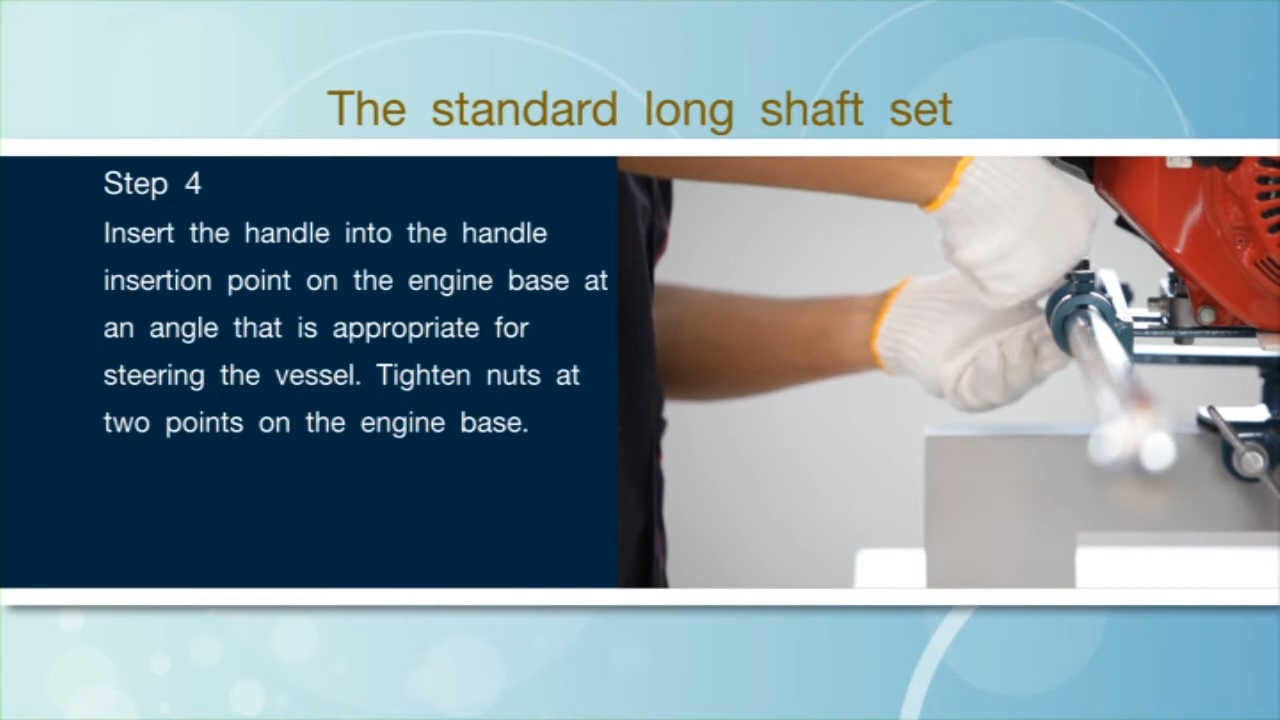 The standard long shaft set
Step 4
Insert the handle into the handle
insertion point on the engine base at
an angle that is appropriate for
steering the vessel. Tighten nuts at
two points on the engine base.